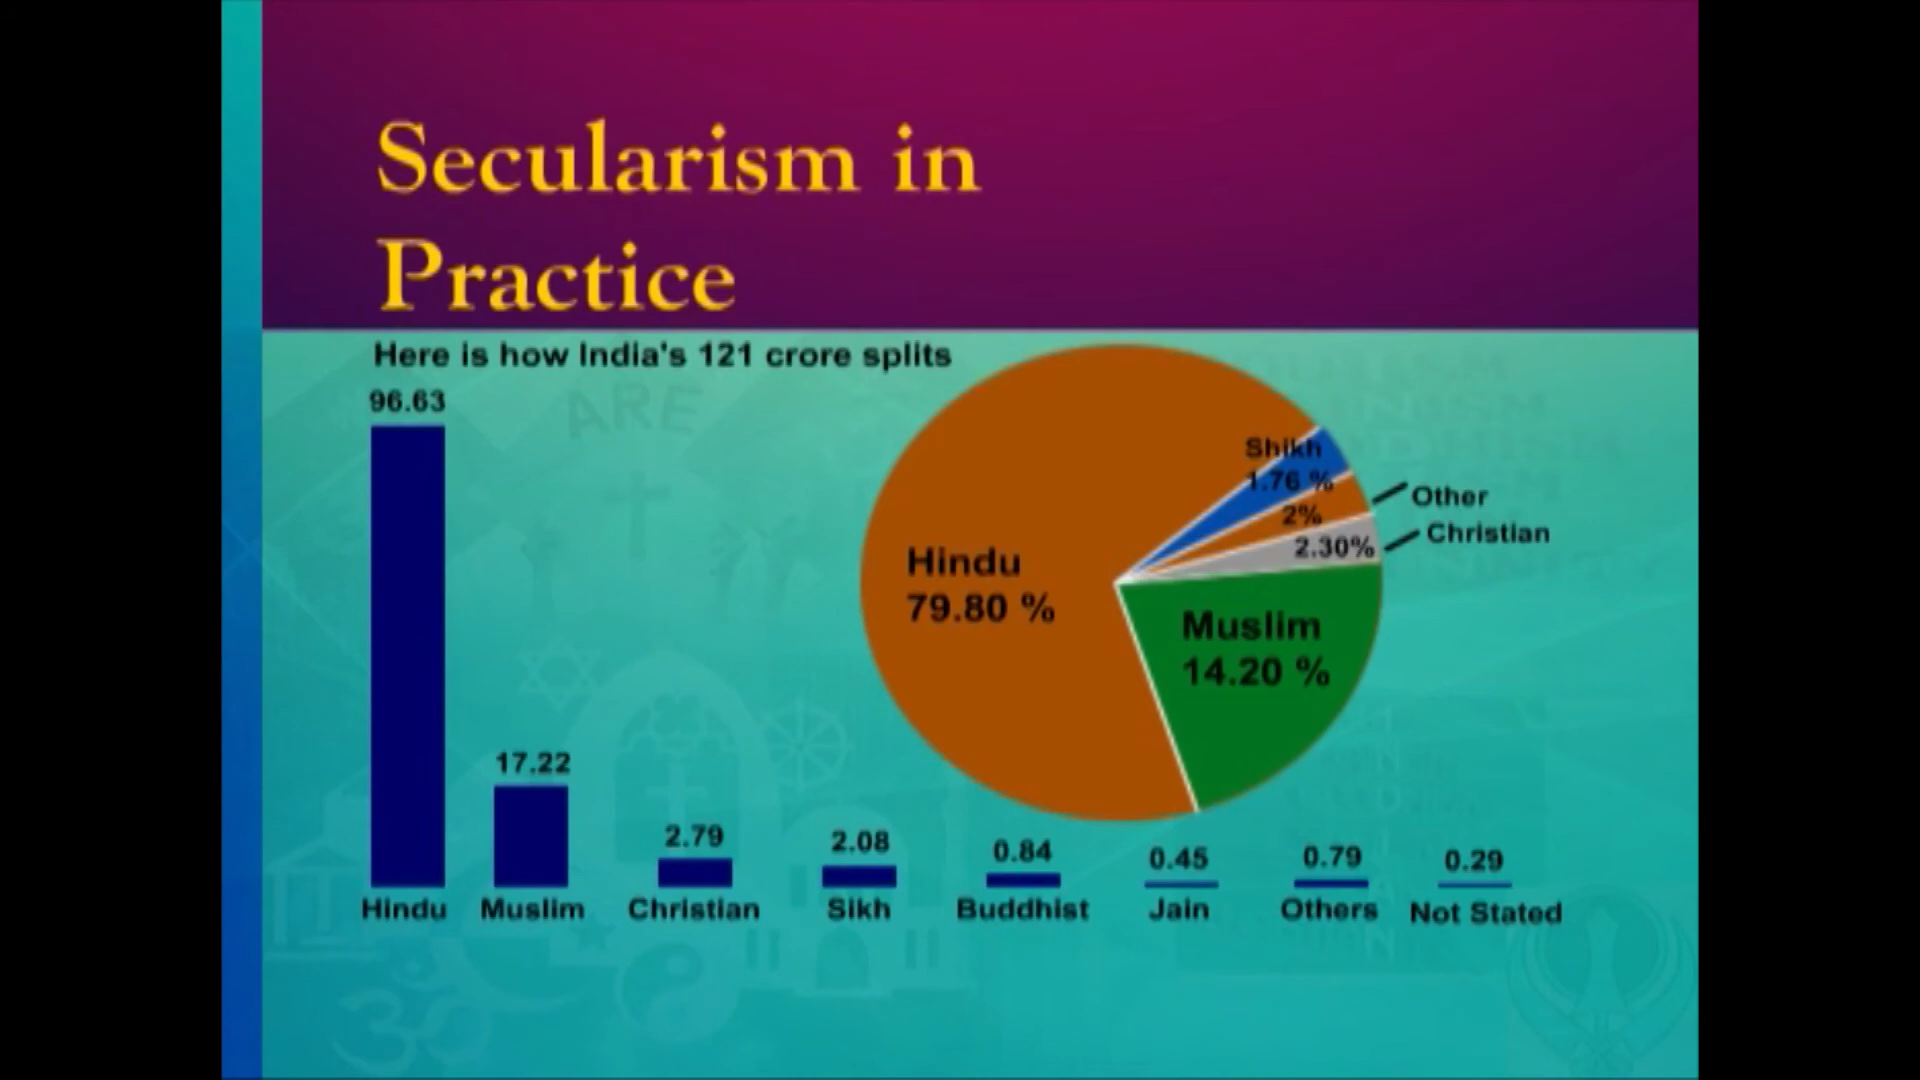 Secularism in
Practice
Here is how India's 121 crore splits
96.63
17.22
2.79
2.08
0.84
0.45
0.79
0.29
Hindu
Muslim
Christian
Sikh
Buddhist
Jain
Others
Not Stated
Shikh
1.76 %
Other
2%
Christian
2.30%
Hindu
79.80 %
Muslim
14.20 %
ARE